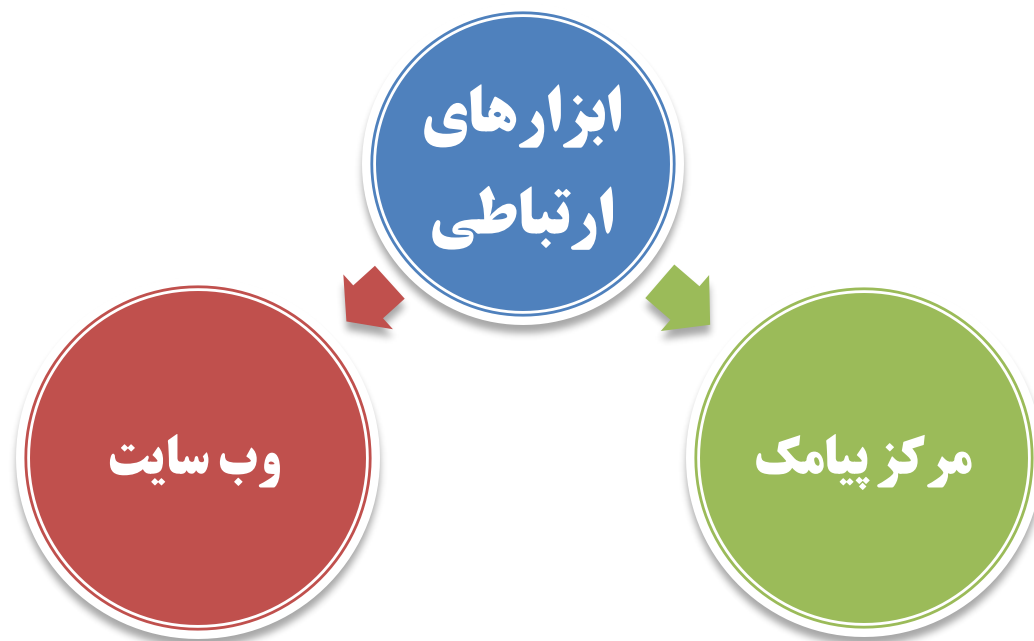 ابزارهای
ارتباطی
مرکز پیامک
وب سایت